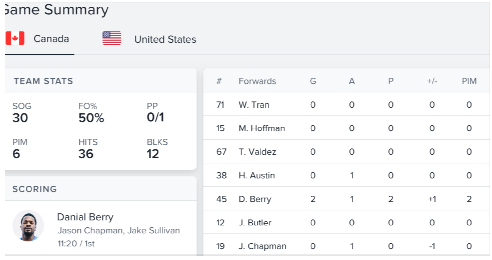 Game Summary
Canada
United States
TEAM STATS
SOG FO% PP
30 50% 0/1
PIM HITS BLKS
6 36 12
SCORING
Danial Berry
Jason Chapman, Jake Sullivan
11:20 / 1st
# Forwards G A P +/- PIM
71 W. Tran 0 0 0 0 0
15 M. Hoffman 0 0 0 0 0
67 T. Valdez 0 0 0 0 0
38 H. Austin 0 1 0 0 0
45 D. Berry 2 1 2 +1 2
12 J. Butler 0 0 0 0 0
19 J. Chapman 0 1 0 -1 0